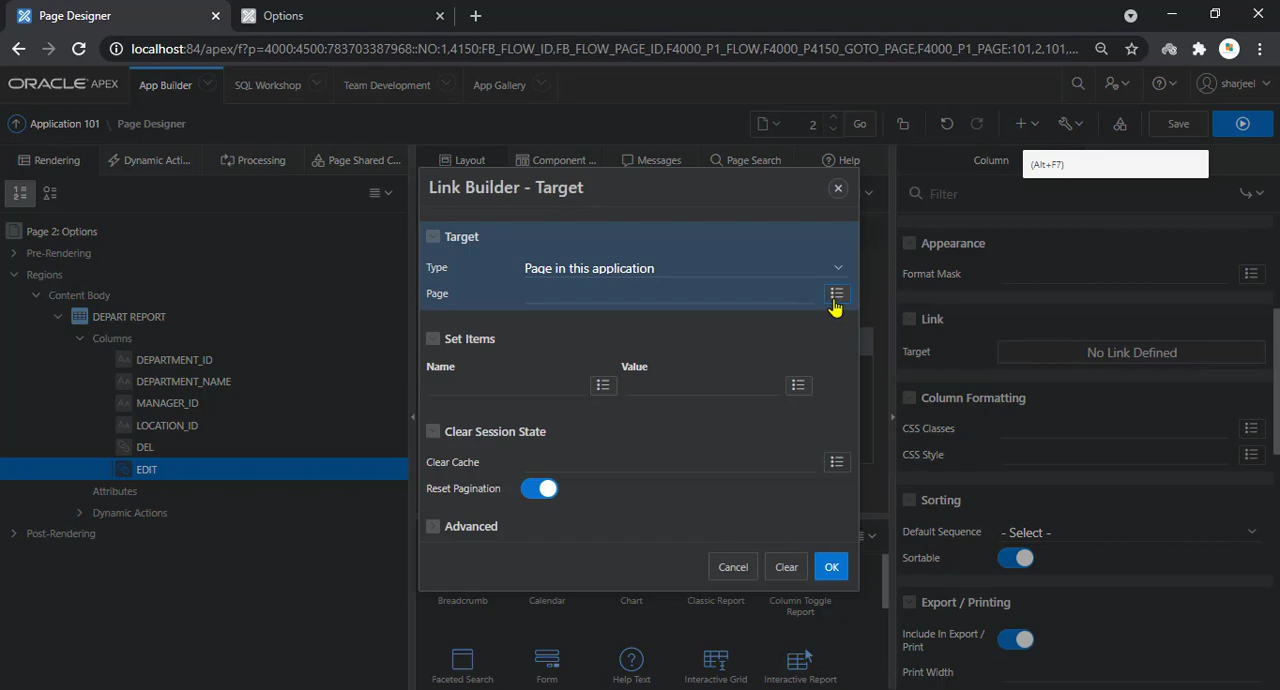 Page Designer
Options
localhost:84/apex/f?p=4000:4500:783703387968::NO:1,4150:FB_FLOW_ID,FB_FLOW_PAGE_ID,F4000_P1_FLOW,F4000_P4150_GOTO_PAGE,F4000_P1_PAGE:101,2,101,...
ORACLE APEX App Builder SQL Workshop Team Development App Gallery sharjeel
Application 101 \ Page Designer 2 Go Save
Rendering Dynamic Acti... Processing Page Shared C... Layout Component ... Messages Page Search Help Column (Alt+F7)
Link Builder - Target
Filter
Page 2: Options
Pre-Rendering
Regions
Content Body
DEPART REPORT
Columns
DEPARTMENT_ID
DEPARTMENT_NAME
MANAGER_ID
LOCATION_ID
DEL
EDIT
Attributes
Dynamic Actions
Post-Rendering
Target
Type Page in this application
Page
Set Items
Name Value
Clear Session State
Clear Cache
Reset Pagination
Advanced
Cancel Clear OK
Breadcrumb Calendar Chart Classic Report Column Toggle
Report
Faceted Search Form Help Text Interactive Grid Interactive Report
Appearance
Format Mask
Link
Target No Link Defined
Column Formatting
CSS Classes
CSS Style
Sorting
Default Sequence - Select -
Sortable
Export / Printing
Include In Export /
Print
Print Width